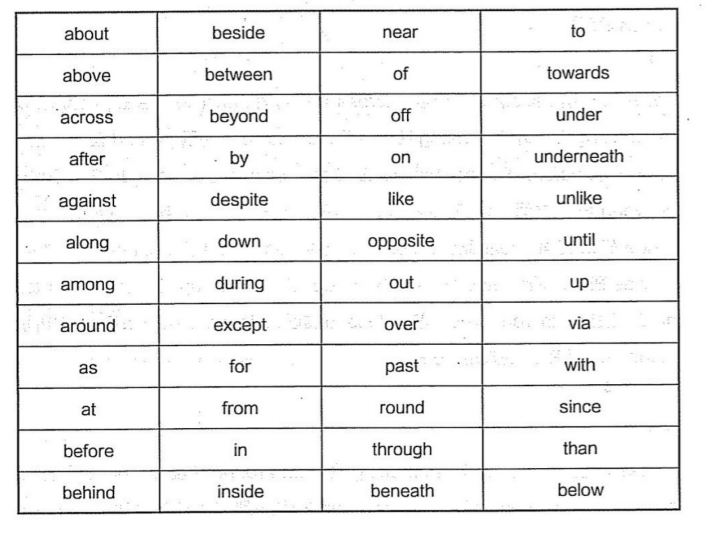 about beside near to
above between of towards
across beyond off under
after by on underneath
against despite like unlike
along down opposite until
among during out up
around except over via
as for past with
at from round since
before in through than
behind inside beneath below